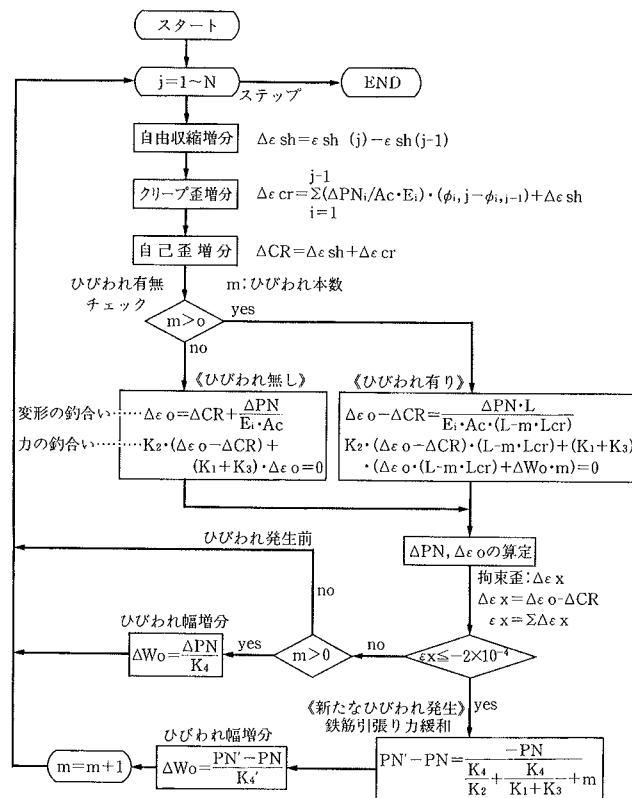 スタート
j=1~N
ステップ
END
自由収縮増分 Δε sh=ε sh (j)−ε sh(j-1)
j-1
クリープ歪増分 Δε cr=Σ(ΔPNi/Ac・Ei)・(φi,j−φi,j-1)+Δε sh
i=1
自己歪増分 ΔCR=Δε sh+Δε cr
ひびわれ有無
チェック
m:ひびわれ本数
m>o
yes
no
《ひびわれ無し》
変形の釣合い……Δε o=ΔCR+ΔPN/Ei・Ac
力の釣合い……K2・(Δε o−ΔCR)+
(K1+K3)・Δε o=0
《ひびわれ有り》
Δε o−ΔCR=ΔPN・L/Ei・Ac・(L-m・Lcr)
K2・(Δε o−ΔCR)・(L-m・Lcr)+(K1+K3)
・(Δε o・(L-m・Lcr)+ΔWo・m)=0
ΔPN, Δε oの算定
拘束歪:Δε x
Δε x=Δε o-ΔCR
ε x=ΣΔε x
εx≦−2×10⁻⁴
no
yes
m>0
no
ひびわれ発生前
yes
ひびわれ幅増分
ΔWo=ΔPN/K4
《新たなひびわれ発生》
鉄筋引張り力緩和
PN'−PN=−PN/(K4/K2+K4/(K1+K3)+m)
ひびわれ幅増分
ΔWo=PN'−PN/K4'
m=m+1